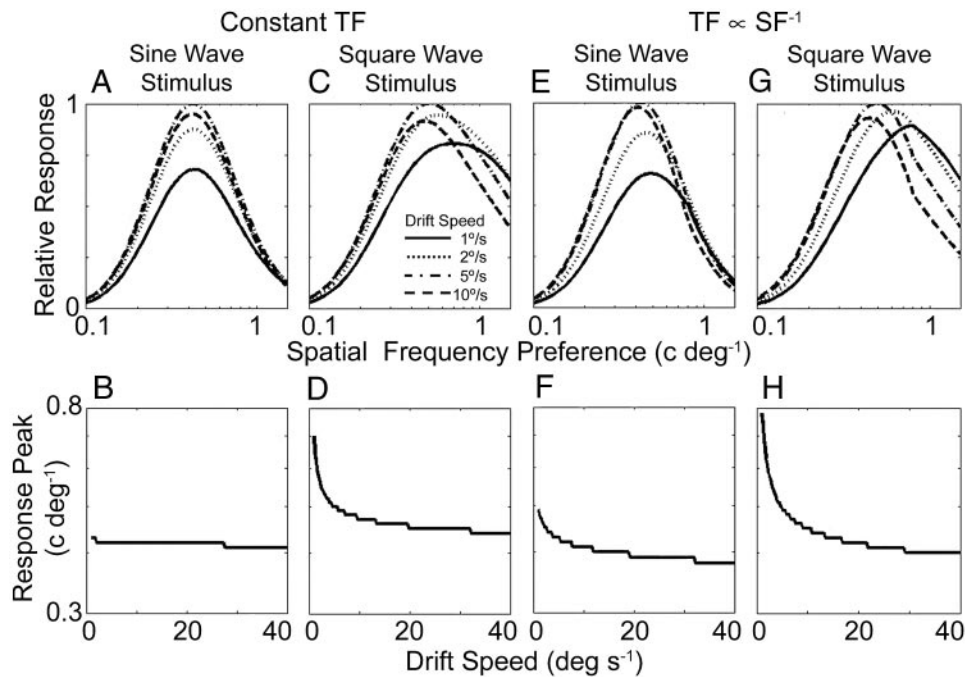 Constant TF
TF ∝ SF⁻¹
A
Sine Wave
Stimulus
C
Square Wave
Stimulus
E
Sine Wave
Stimulus
G
Square Wave
Stimulus
Relative Response
1
0
Drift Speed
1º/s
2º/s
5º/s
10º/s
0.1 1 0.1 1 0.1 1 0.1 1
Spatial Frequency Preference (c deg⁻¹)
B
D
F
H
Response Peak
(c deg⁻¹)
0.8
0.3
0 20 40 0 20 40 0 20 40 0 20 40
Drift Speed (deg s⁻¹)